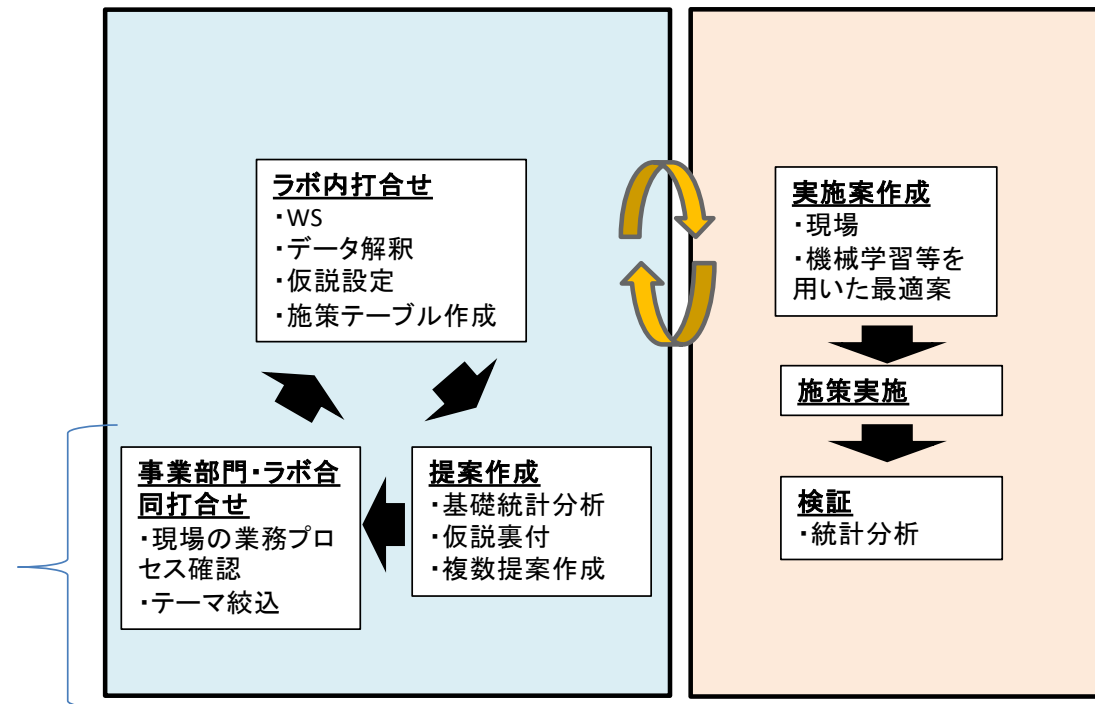 ラボ内打合せ
・WS
・データ解釈
・仮説設定
・施策テーブル作成
事業部門・ラボ合
同打合せ
・現場の業務プロ
セス確認
・テーマ絞込
提案作成
・基礎統計分析
・仮説裏付
・複数提案作成
実施案作成
・現場
・機械学習等を
用いた最適案
施策実施
検証
・統計分析